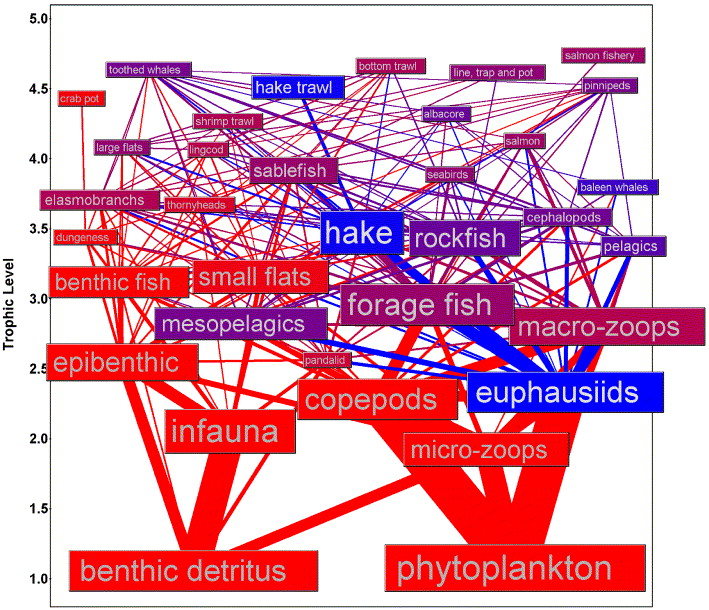 5.0
salmon fishery
bottom trawl
toothed whales
line, trap and pot
4.5
hake trawl
pinnipeds
crab pot
albacore
shrimp trawl
salmon
large flats
lingcod
4.0
sablefish
seabirds
baleen whales
elasmobranchs
thornyheads
cephalopods
3.5
hake
rockfish
dungeness
pelagics
benthic fish
small flats
3.0
forage fish
mesopelagics
macro-zoops
Trophic Level
epibenthic
pandalid
2.5
copepods
euphausiids
infauna
2.0
micro-zoops
1.5
benthic detritus
phytoplankton
1.0